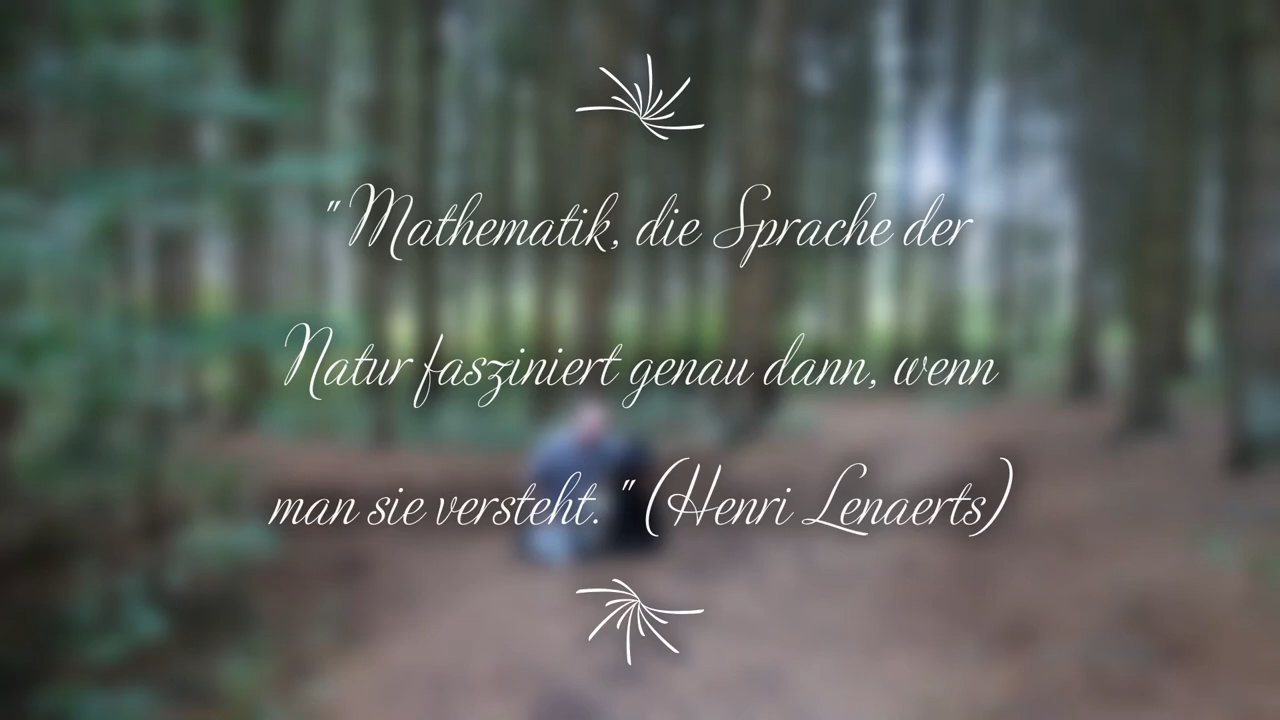 "Mathematik, die Sprache der
Natur fasziniert genau dann, wenn
man sie versteht." (Henri Lenaerts)